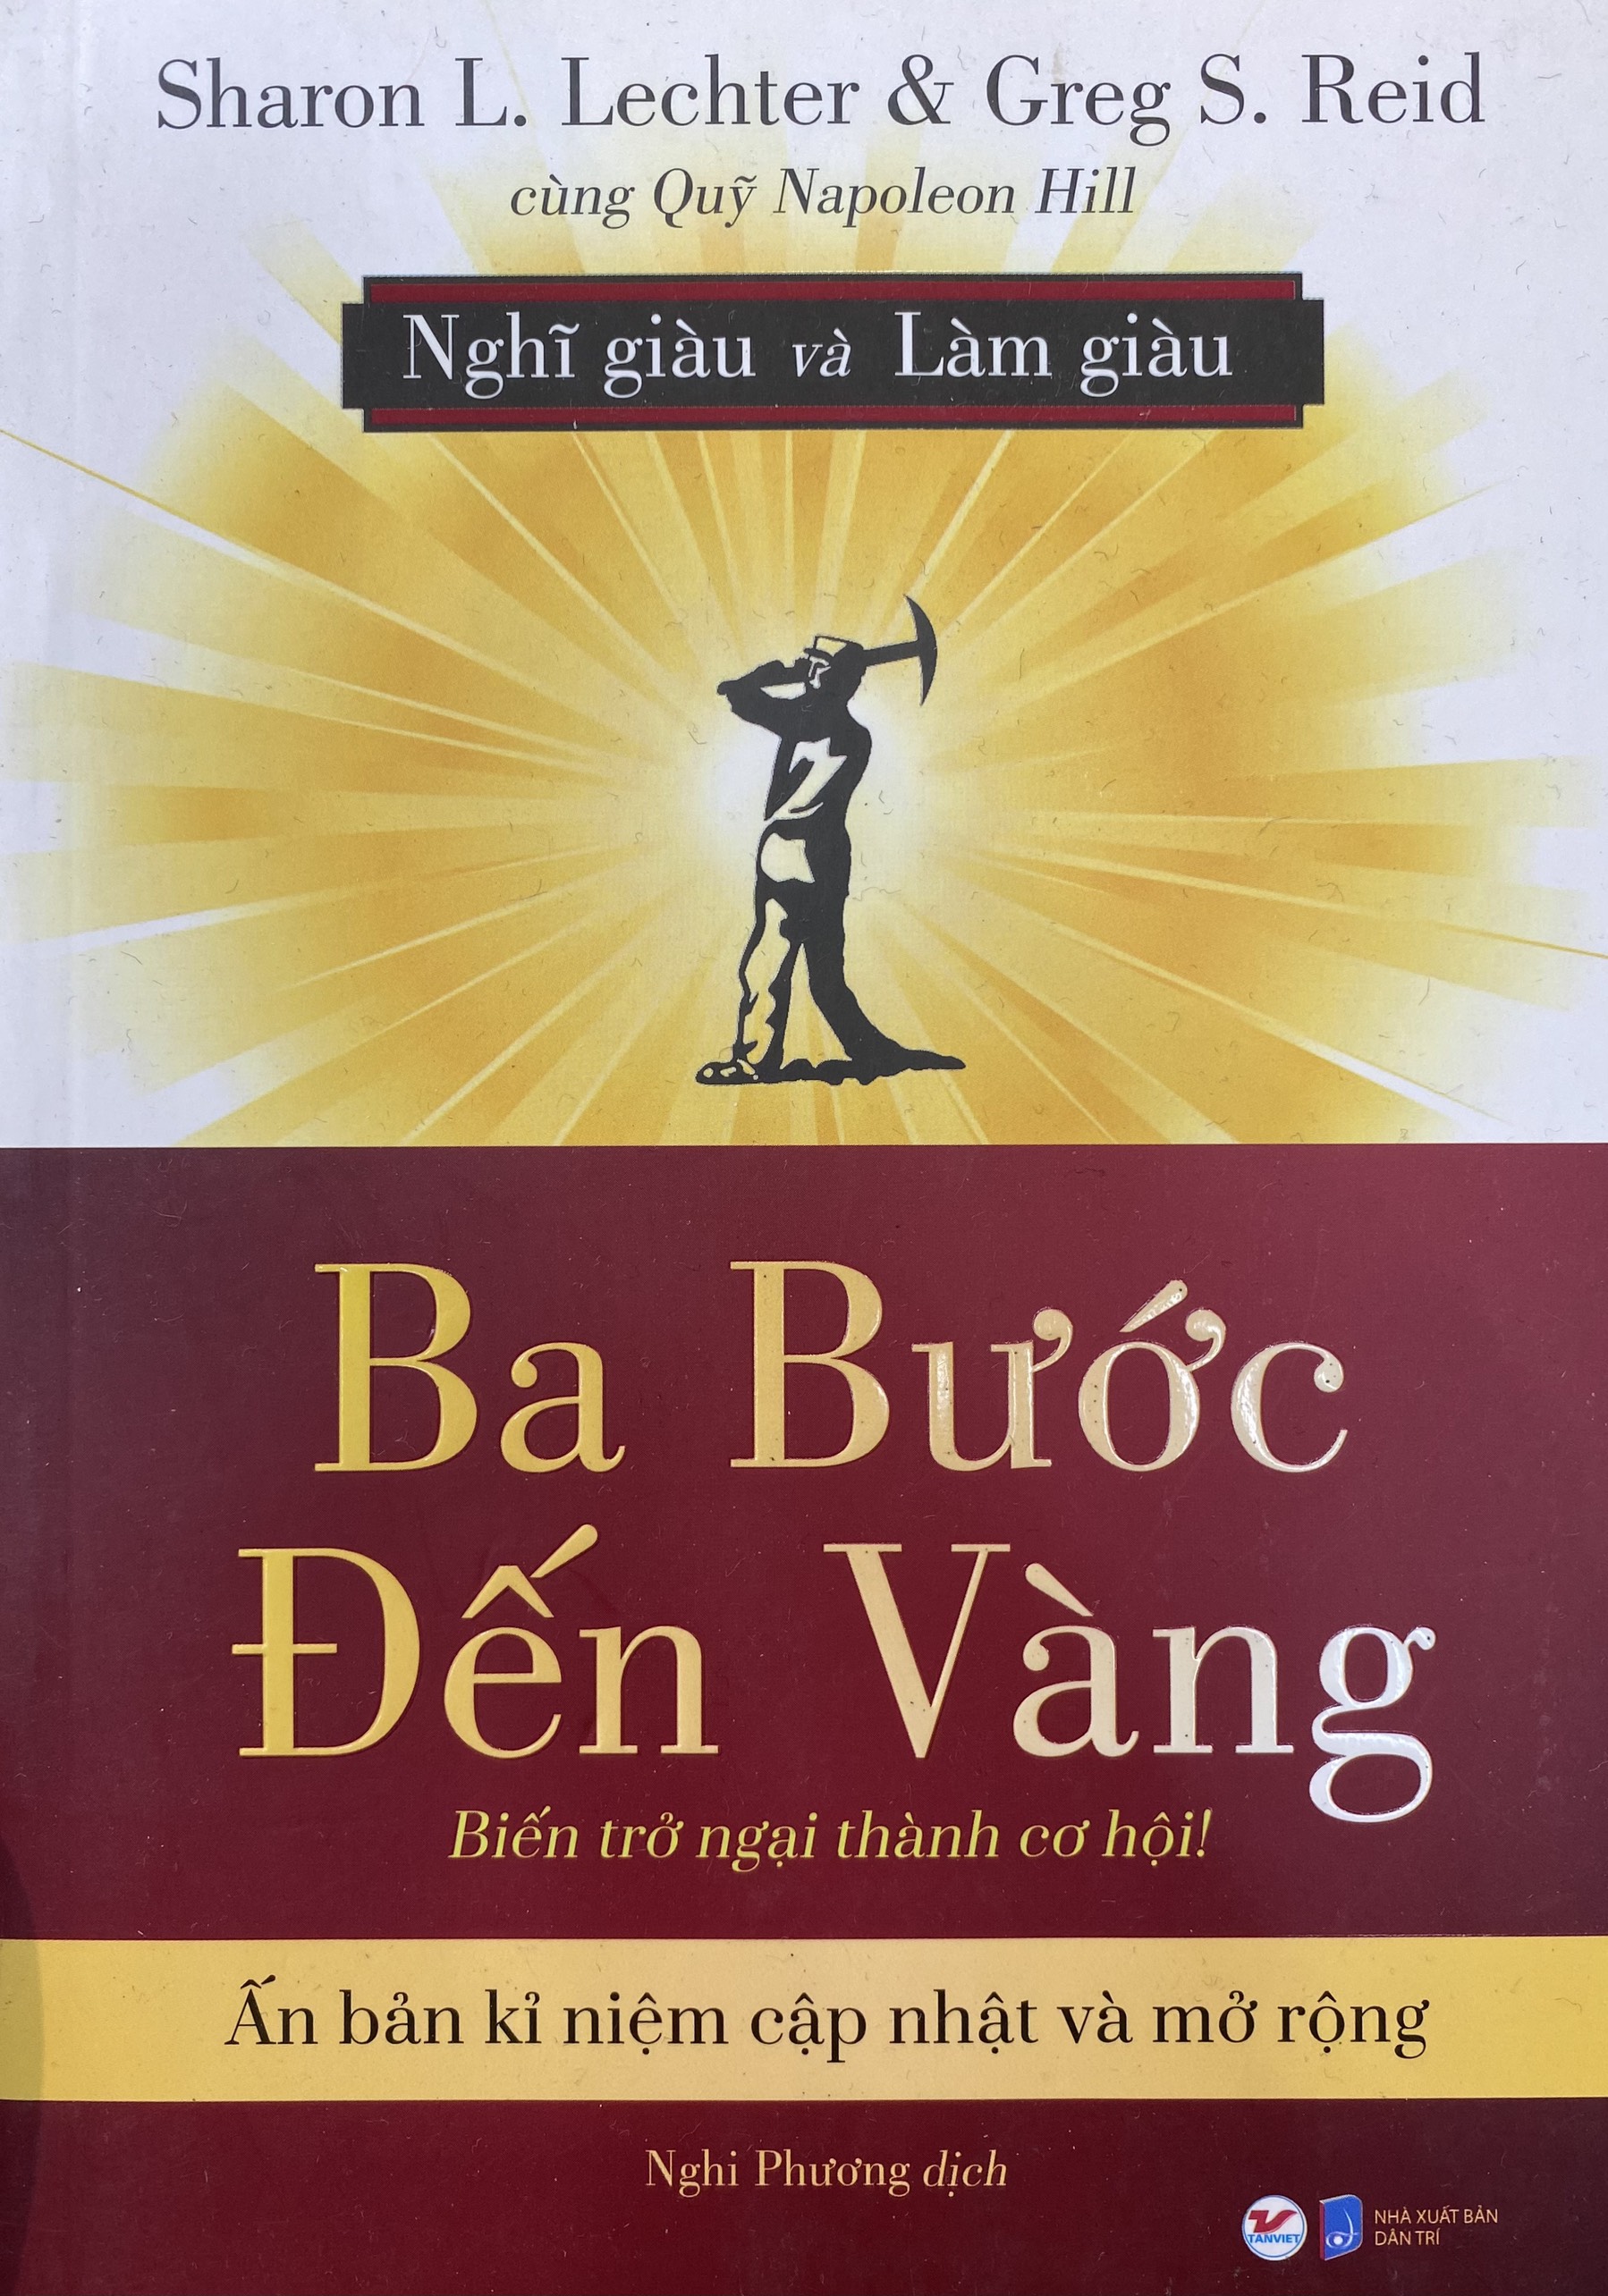 Sharon L. Lechter & Greg S. Reid
cùng Quỹ Napoleon Hill
Nghĩ giàu và Làm giàu
Ba Bước
Đến Vàng
Biến trở ngại thành cơ hội!
Ấn bản kỉ niệm cập nhật và mở rộng
Nghi Phương dịch
TANVIET
NHÀ XUẤT BẢN
DÂN TRÍ